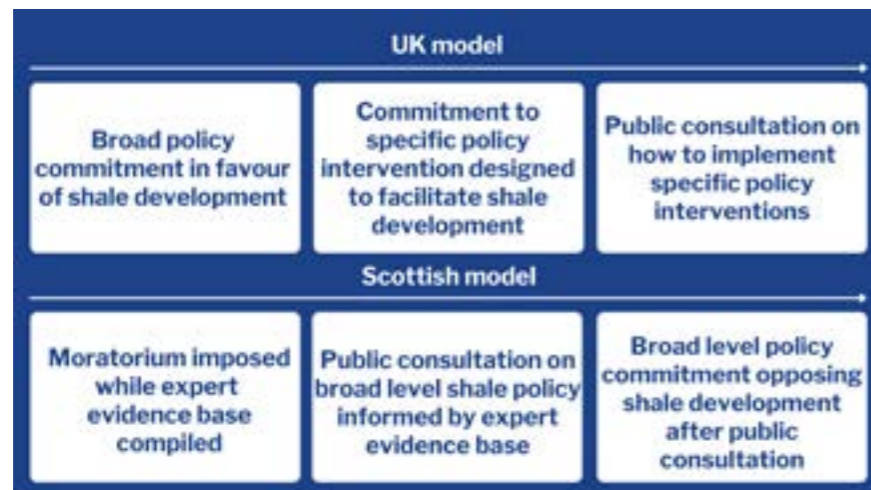 UK model
Broad policy
commitment in favour
of shale development
Commitment to
specific policy
intervention designed
to facilitate shale
development
Public consultation on
how to implement
specific policy
interventions
Scottish model
Moratorium imposed
while expert
evidence base
compiled
Public consultation on
broad level shale policy
informed by expert
evidence base
Broad level policy
commitment opposing
shale development
after public
consultation